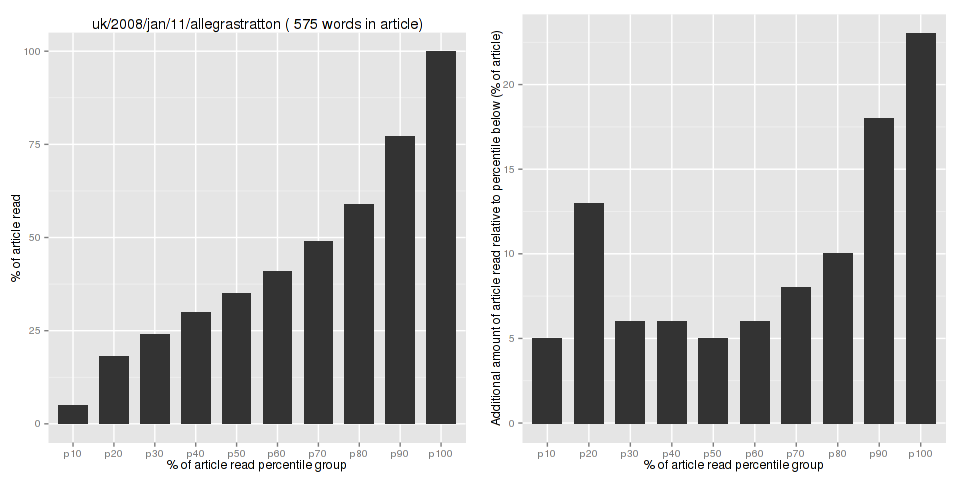 uk/2008/jan/11/allegrastratton ( 575 words in article)
% of article read
100
75
50
25
0
p10 p20 p30 p40 p50 p60 p70 p80 p90 p100
% of article read percentile group
Additional amount of article read relative to percentile below (% of article)
20
15
10
5
0
p10 p20 p30 p40 p50 p60 p70 p80 p90 p100
% of article read percentile group